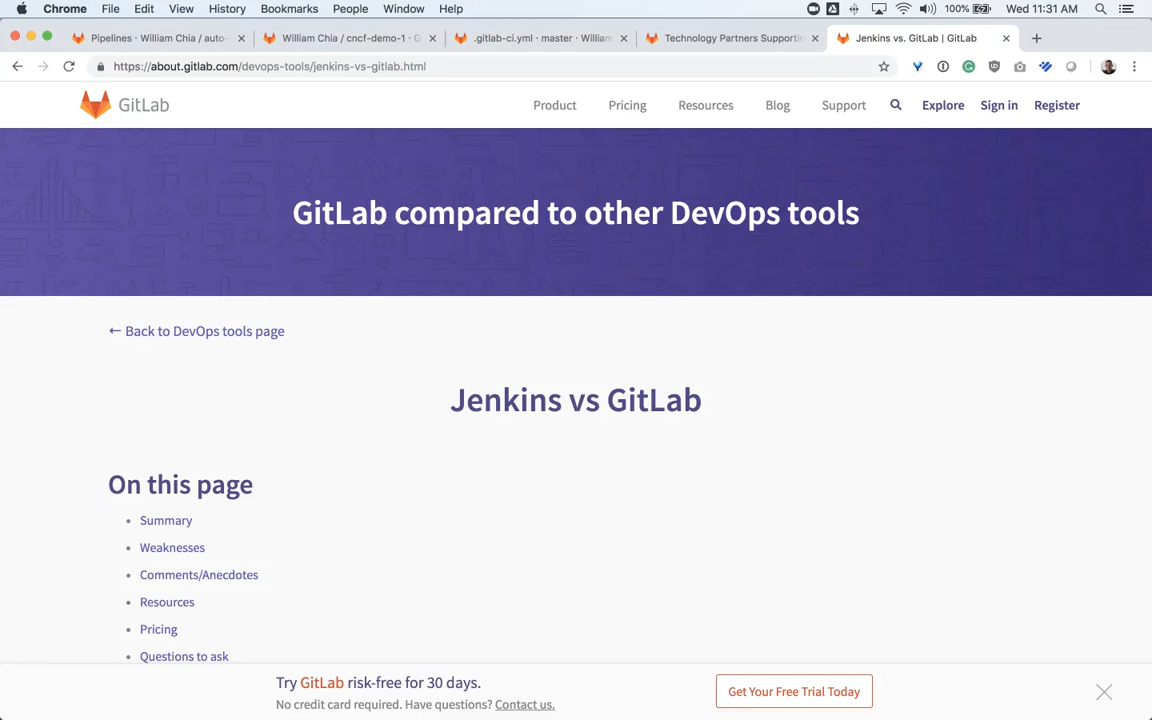 Chrome File Edit View History Bookmarks People Window Help 100% Wed 11:31 AM
Pipelines · William Chia / auto- William Chia / cncf-demo-1 · G .gitlab-ci.yml · master · William Technology Partners Supportin Jenkins vs. GitLab | GitLab
https://about.gitlab.com/devops-tools/jenkins-vs-gitlab.html
GitLab Product Pricing Resources Blog Support Explore Sign in Register
GitLab compared to other DevOps tools
← Back to DevOps tools page
Jenkins vs GitLab
On this page
• Summary
• Weaknesses
• Comments/Anecdotes
• Resources
• Pricing
• Questions to ask
Try GitLab risk-free for 30 days.
No credit card required. Have questions? Contact us.
Get Your Free Trial Today